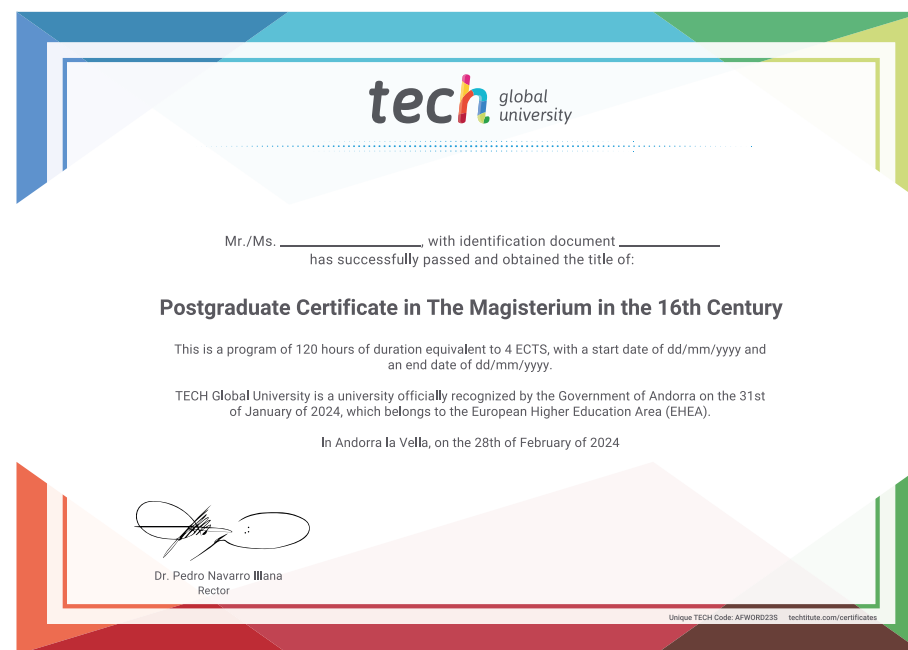 tech global
university
Mr./Ms. ____________, with identification document ____________
has successfully passed and obtained the title of:
Postgraduate Certificate in The Magisterium in the 16th Century
This is a program of 120 hours of duration equivalent to 4 ECTS, with a start date of dd/mm/yyyy and
an end date of dd/mm/yyyy.
TECH Global University is a university officially recognized by the Government of Andorra on the 31st
of January of 2024, which belongs to the European Higher Education Area (EHEA).
In Andorra la Vella, on the 28th of February of 2024
Dr. Pedro Navarro Illana
Rector
Unique TECH Code: AFWORD23S techtitute.com/certificates